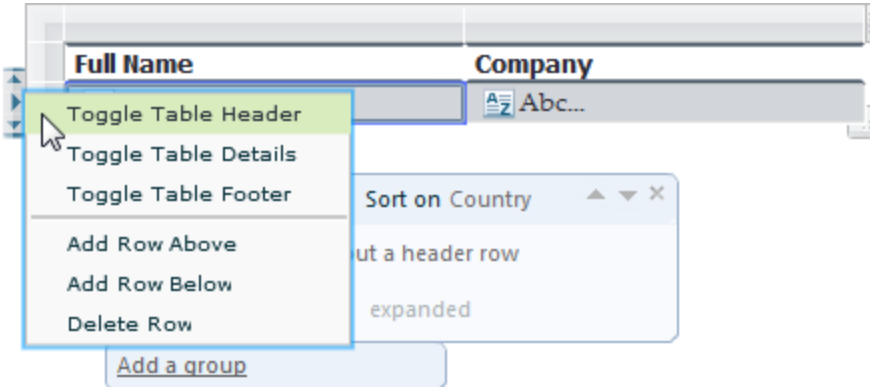 Full Name Company
Abc...
Toggle Table Header
Toggle Table Details
Toggle Table Footer
Add Row Above
Add Row Below
Delete Row
Sort on Country
a header row
expanded
Add a group